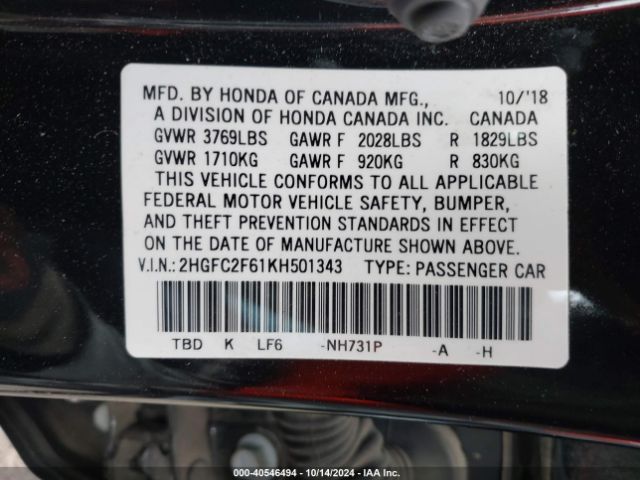 MFD. BY HONDA OF CANADA MFG., 10/'18
A DIVISION OF HONDA CANADA INC. CANADA
GVWR 3769LBS GAWR F 2028LBS R 1829LBS
GVWR 1710KG GAWR F 920KG R 830KG
THIS VEHICLE CONFORMS TO ALL APPLICABLE
FEDERAL MOTOR VEHICLE SAFETY, BUMPER,
AND THEFT PREVENTION STANDARDS IN EFFECT
ON THE DATE OF MANUFACTURE SHOWN ABOVE.
V.I.N.: 2HGFC2F61KH501343 TYPE: PASSENGER CAR
TBD K LF6 -NH731P -A -H
000-40546494 | 10/14/2024 | IAA Inc.